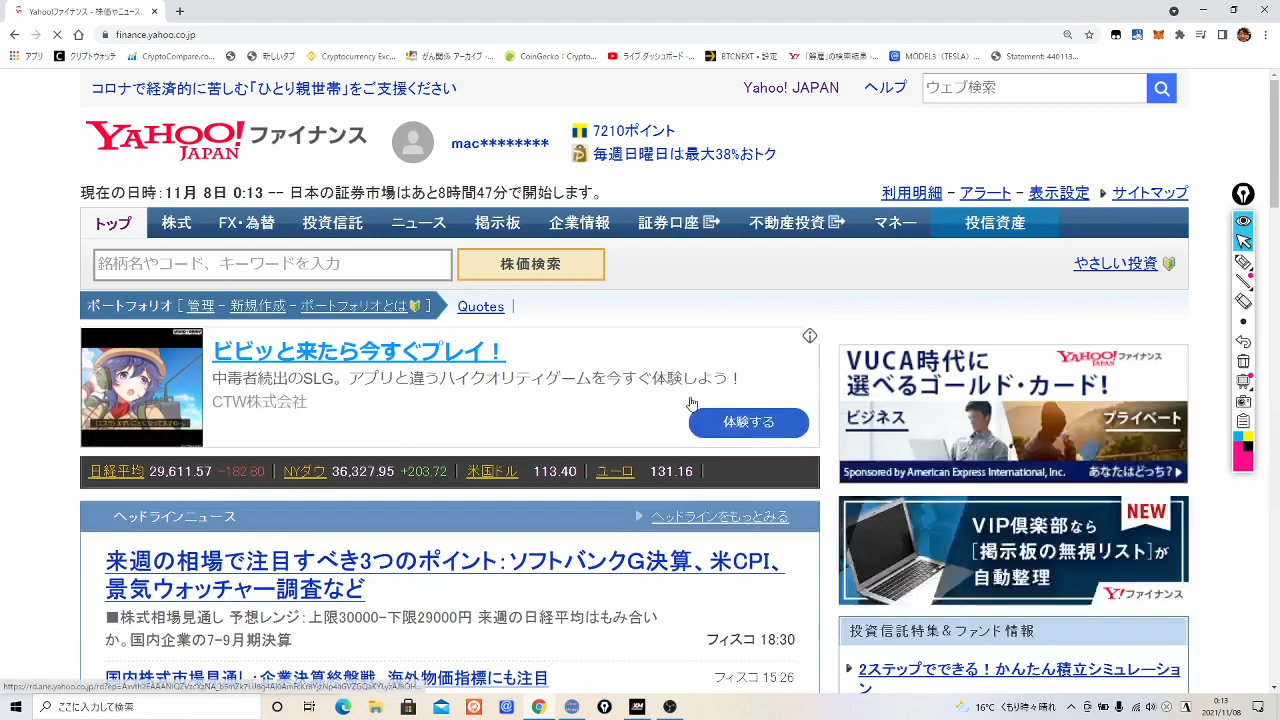 Yahoo!ファイナンス - 株価・ニュース・
finance.yahoo.co.jp
アプリ
クリプトウォッチ
CryptoCompario...
新しいタブ
Cryptocurrency Exc...
がん関係 アーカイブ -...
CoinGecko : Crypto...
ライブ ダッシュボード -...
BTCNEXT・設定
MODEL3（TESLA）...
Statement: 440113...
コロナで経済的に苦しむ「ひとり親世帯」をご支援ください
Yahoo! JAPAN
ヘルプ
ウェブ検索
YAHOO! JAPAN ファイナンス
mac********
7210ポイント
毎週日曜日は最大38%おトク
現在の日時：11月 8日 0:13 -- 日本の証券市場はあと8時間47分で開始します。
利用明細 - アラート - 表示設定
サイトマップ
トップ
株式
FX・為替
投資信託
ニュース
掲示板
企業情報
証券口座
不動産投資
マネー
投信資産
銘柄名やコード、キーワードを入力
株価検索
やさしい投資
ポートフォリオ [ 管理 - 新規作成 - ポートフォリオとは ]
Quotes
ビビッと来たら今すぐプレイ！
中毒者続出のSLG。アプリと違うハイクオリティゲームを今すぐ体験しよう！
CTW株式会社
体験する
VUCA時代に
選べるゴールド・カード！
YAHOO! JAPAN ファイナンス
ビジネス
プライベート
Sponsored by American Express International, Inc.
あなたはどっち？
日経平均 29,611.57 -182.80
NYダウ 36,327.95 +203.72
米国ドル 113.40
ユーロ 131.16
ヘッドラインニュース
ヘッドラインをもっとみる
NEW
VIP倶楽部なら
［掲示板の無視リスト］が
自動整理
Y!ファイナンス
来週の相場で注目すべき3つのポイント：ソフトバンクG決算、米CPI、
景気ウォッチャー調査など
■株式相場見通し 予想レンジ：上限30000-下限29000円 来週の日経平均はもみ合い
か。国内企業の7-9月期決算
フィスコ 18:30
国内株式市場見通し：企業決算終盤戦、海外物価指標にも注目
フィスコ 15:26
投資信託特集＆ファンド情報
2ステップでできる！かんたん積立シミュレーショ
ン
ここに入力して検索
16℃ くもり時々晴れ
A
0:13
2021/11/08